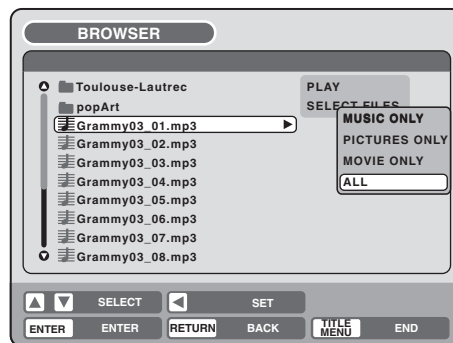 BROWSER
Toulouse-Lautrec
popArt
Grammy03_01.mp3
Grammy03_02.mp3
Grammy03_03.mp3
Grammy03_04.mp3
Grammy03_05.mp3
Grammy03_06.mp3
Grammy03_07.mp3
Grammy03_08.mp3
PLAY
SELECT FILES
MUSIC ONLY
PICTURES ONLY
MOVIE ONLY
ALL
SELECT SET
ENTER ENTER RETURN BACK TITLE MENU END